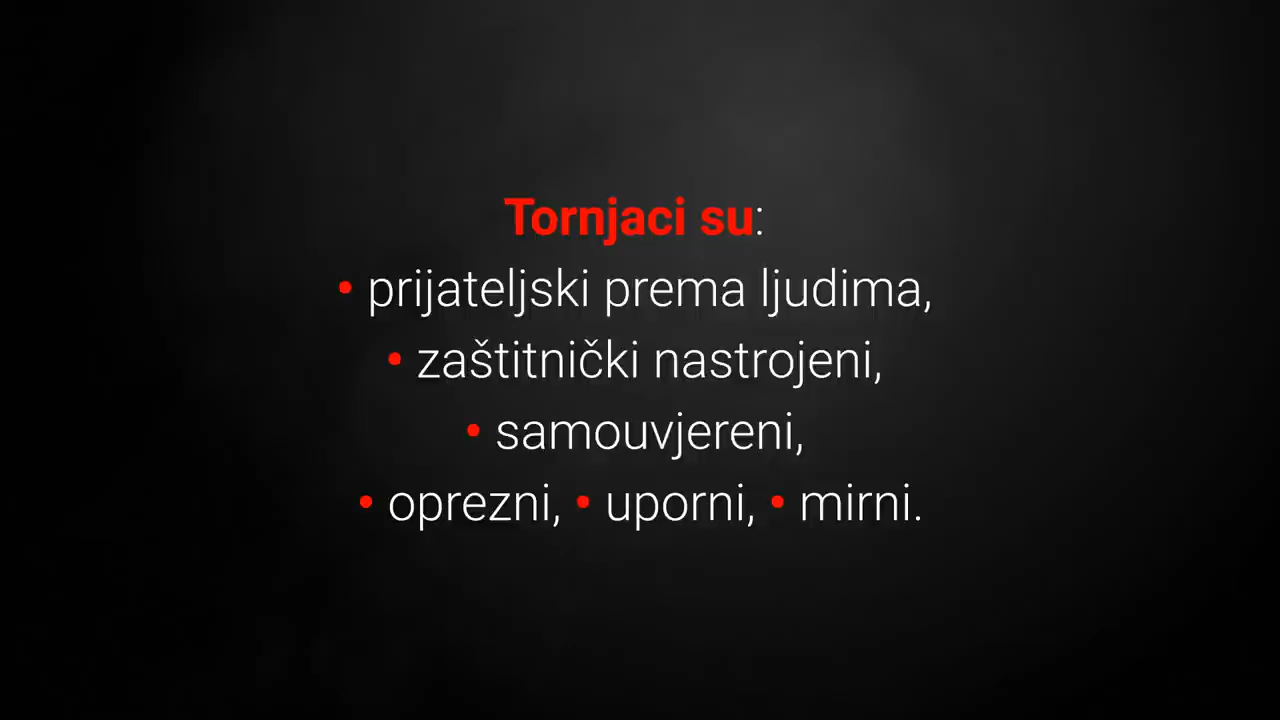 Tornjaci su:
• prijateljski prema ljudima,
• zaštitnički nastrojeni,
• samouvjereni,
• oprezni, • uporni, • mirni.